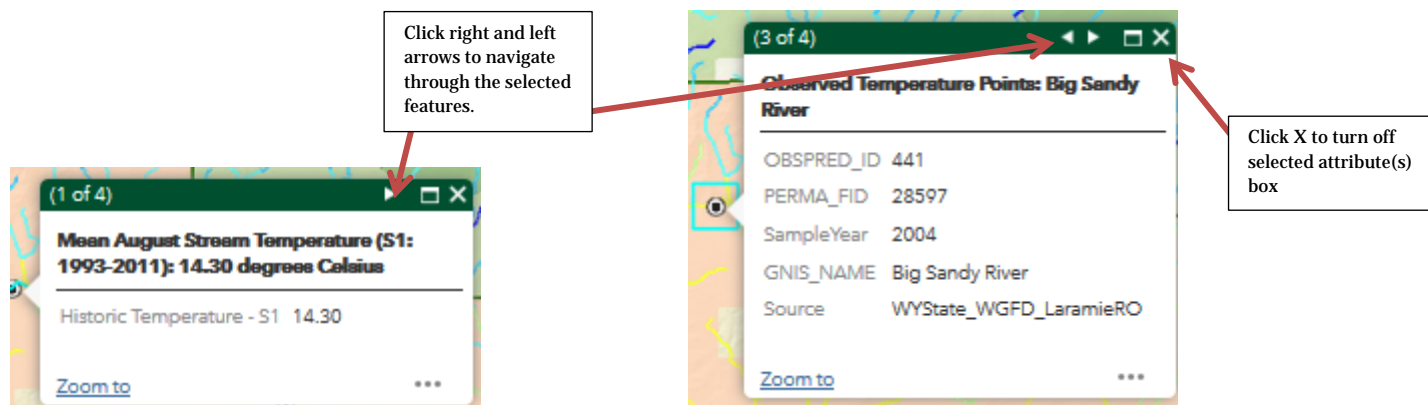 Click right and left
arrows to navigate
through the selected
features.
(1 of 4)
Mean August Stream Temperature (S1:
1993-2011): 14.30 degrees Celsius
Historic Temperature - S1 14.30
Zoom to
(3 of 4)
Observed Temperature Points: Big Sandy
River
OBSPRED_ID 441
PERMA_FID 28597
SampleYear 2004
GNIS_NAME Big Sandy River
Source WYState_WGFD_LaramieRO
Zoom to
Click X to turn off
selected attribute(s)
box